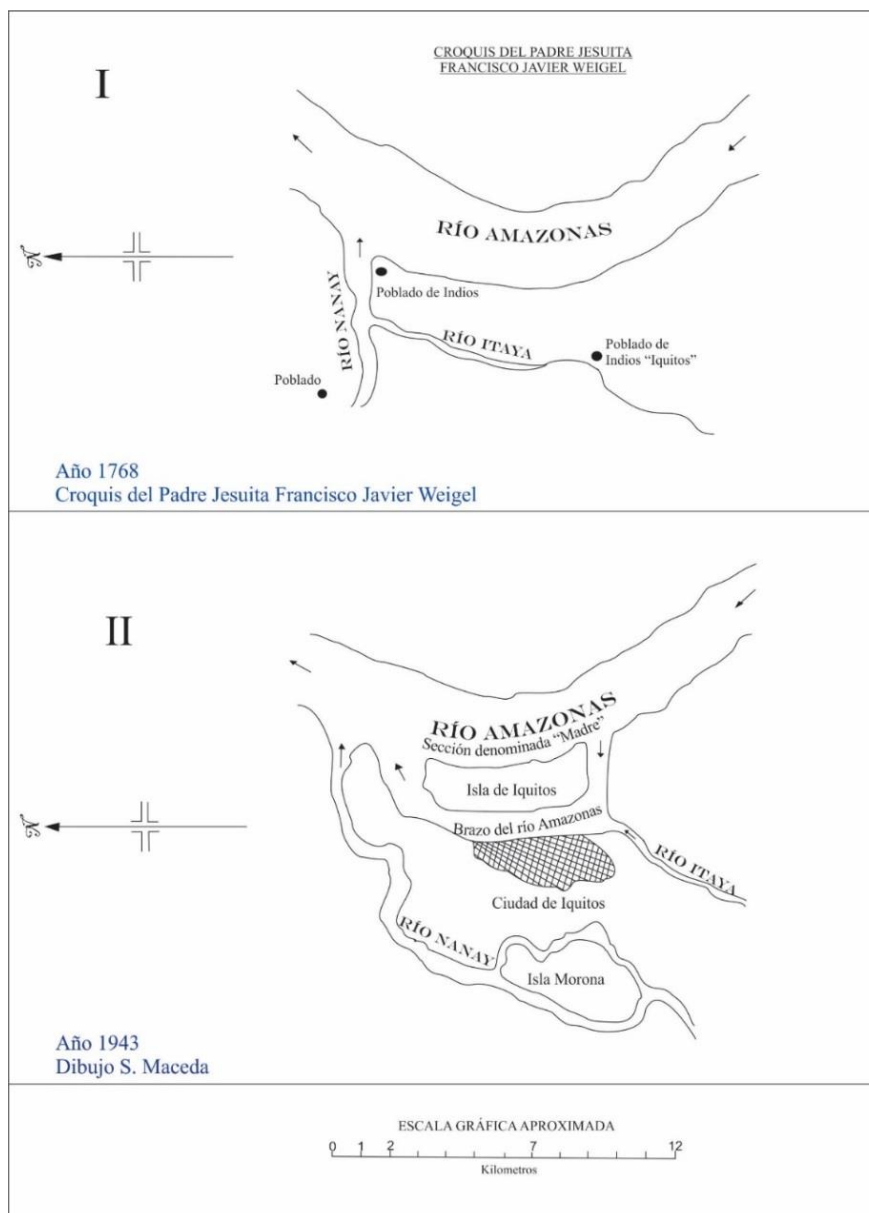 I
CROQUIS DEL PADRE JESUITA
FRANCISCO JAVIER WEIGEL
RÍO AMAZONAS
N
RÍO NANAY
Poblado de Indios
RÍO ITAYA
Poblado de
Indios “Iquitos”
Poblado
Año 1768
Croquis del Padre Jesuita Francisco Javier Weigel
II
RÍO AMAZONAS
Sección denominada “Madre”
Isla de Iquitos
Brazo del río Amazonas
N
RÍO ITAYA
Ciudad de Iquitos
RÍO NANAY
Isla Morona
Año 1943
Dibujo S. Maceda
ESCALA GRÁFICA APROXIMADA
0 1 2 7 12
Kilometros